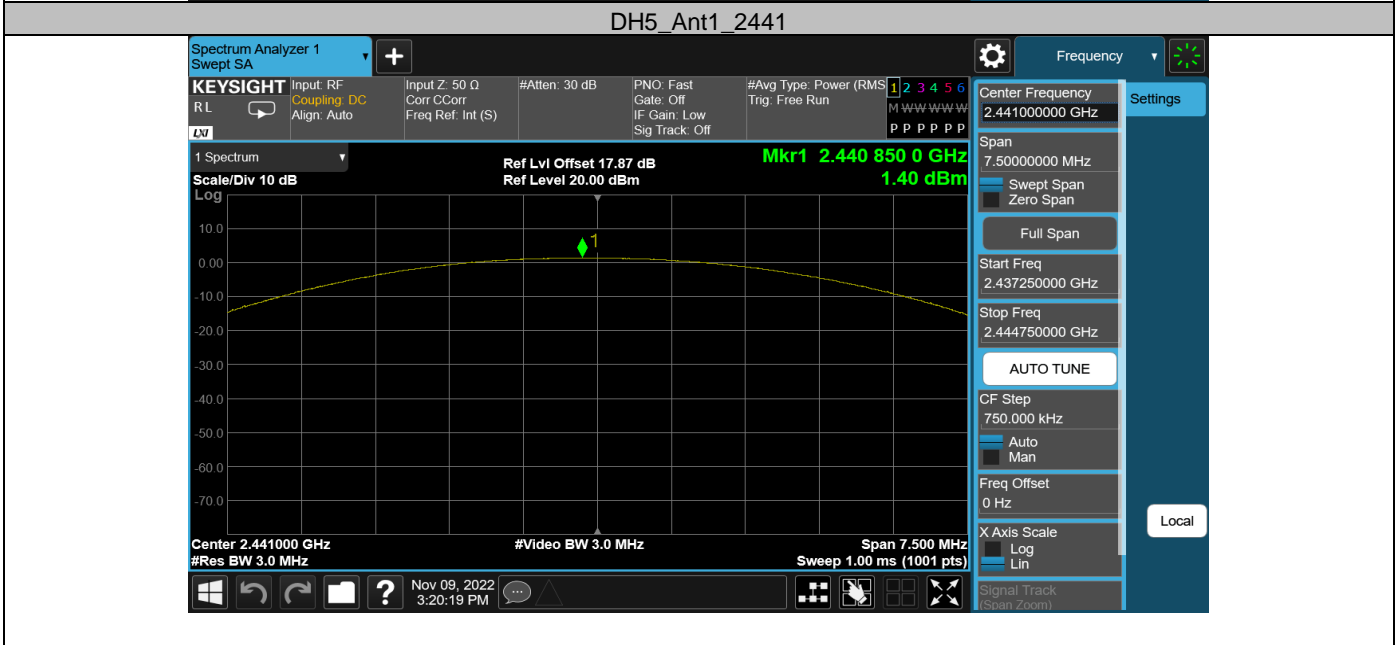 DH5_Ant1_2441
Spectrum Analyzer 1
Swept SA
+
Frequency
KEYSIGHT
RL
LXI
Input: RF
Coupling: DC
Align: Auto
Input Z: 50 Ω
Corr CCorr
Freq Ref: Int (S)
#Atten: 30 dB
PNO: Fast
Gate: Off
IF Gain: Low
Sig Track: Off
#Avg Type: Power (RMS
Trig: Free Run
1 2 3 4 5 6
M W W W W W
P P P P P P
1 Spectrum
Scale/Div 10 dB
Log
Ref Lvl Offset 17.87 dB
Ref Level 20.00 dBm
Mkr1 2.440 850 0 GHz
1.40 dBm
1
10.0
0.00
-10.0
-20.0
-30.0
-40.0
-50.0
-60.0
-70.0
Center 2.441000 GHz
#Res BW 3.0 MHz
#Video BW 3.0 MHz
Span 7.500 MHz
Sweep 1.00 ms (1001 pts)
Center Frequency
2.441000000 GHz
Settings
Span
7.50000000 MHz
Swept Span
Zero Span
Full Span
Start Freq
2.437250000 GHz
Stop Freq
2.444750000 GHz
AUTO TUNE
CF Step
750.000 kHz
Auto
Man
Freq Offset
0 Hz
X Axis Scale
Log
Lin
Local
Signal Track
(Span Zoom)
?
Nov 09, 2022
3:20:19 PM